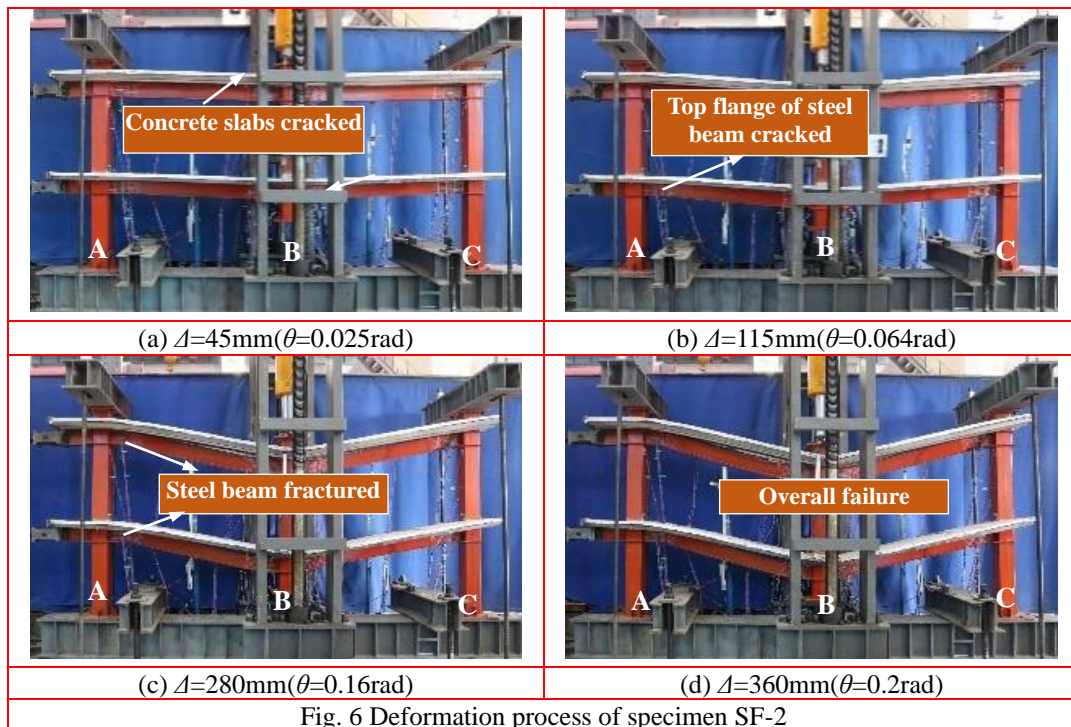 Concrete slabs cracked
A
B
C
(a) Δ=45mm(θ=0.025rad)
Top flange of steel
beam cracked
A
B
C
(b) Δ=115mm(θ=0.064rad)
Steel beam fractured
A
B
C
(c) Δ=280mm(θ=0.16rad)
Overall failure
A
B
C
(d) Δ=360mm(θ=0.2rad)
Fig. 6 Deformation process of specimen SF-2